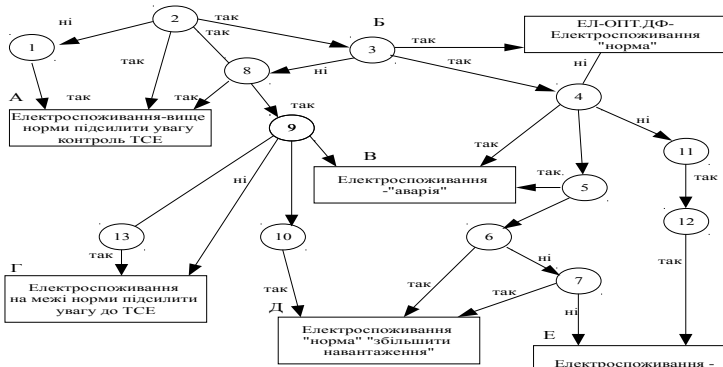 ні
2
так
Б
ЕЛ-ОПТ.ДФ-
Електроспоживання
"норма"
1
так
3
так
так
8
ні
так
ні
А
так
так
так
4
Електроспоживання-вище
норми підсилити увагу
контроль ТСЕ
9
В
так
ні
11
ні
Електроспоживання
-"аварія"
так.
5
так
13
10
6
12
так
Г
ні
7
так
Електроспоживання
на межі норми підсилити
увагу до ТСЕ
так
Д
так
так
ні
Е
Електроспоживання
"норма" "збільшити
навантаження"
Електроспоживання -